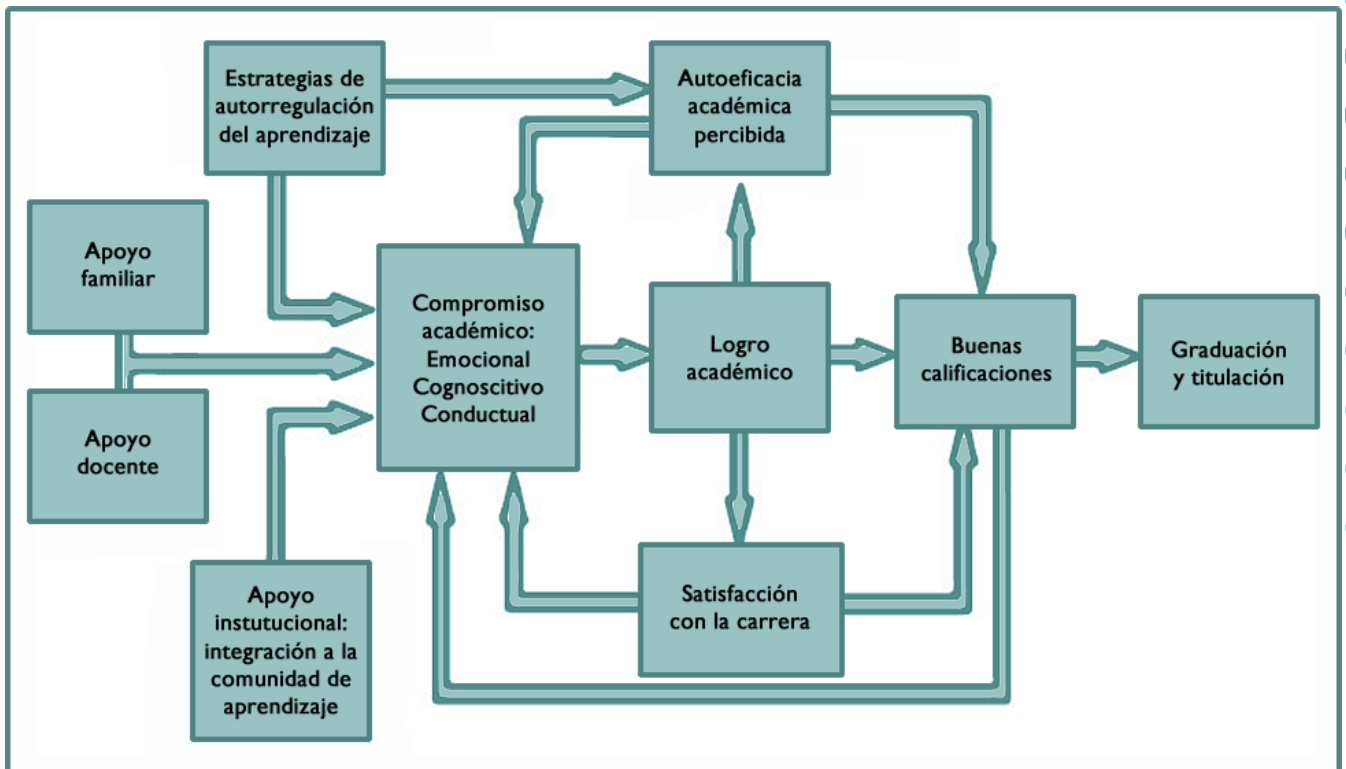 Estrategias de
autorregulación
del aprendizaje
Autoeficacia
académica
percibida
Apoyo
familiar
Compromiso
académico:
Emocional
Cognoscitivo
Conductual
Logro
académico
Buenas
calificaciones
Graduación
y titulación
Apoyo
docente
Apoyo
instutucional:
integración a la
comunidad de
aprendizaje
Satisfacción
con la carrera